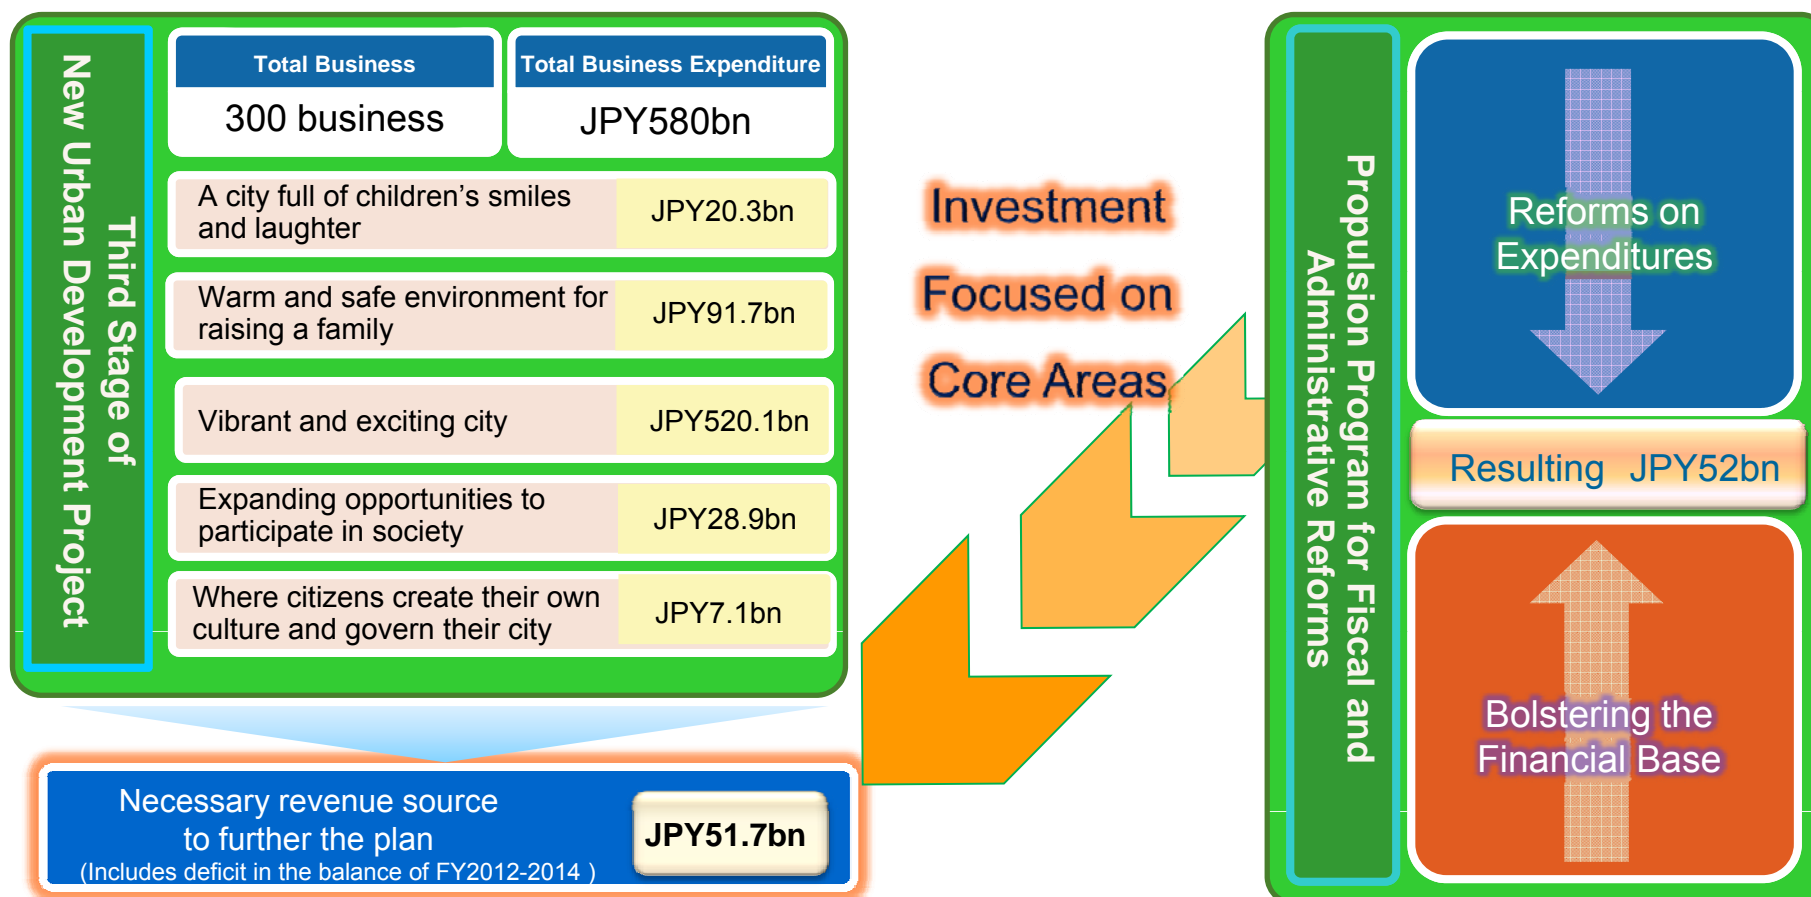 Third Stage of
New Urban Development Project
Total Business
300 business
Total Business Expenditure
JPY580bn
A city full of children's smiles
and laughter
JPY20.3bn
Warm and safe environment for
raising a family
JPY91.7bn
Vibrant and exciting city
JPY520.1bn
Expanding opportunities to
participate in society
JPY28.9bn
Where citizens create their own
culture and govern their city
JPY7.1bn
Necessary revenue source
to further the plan
(Includes deficit in the balance of FY2012-2014 )
JPY51.7bn
Investment
Focused on
Core Areas
Propulsion Program for Fiscal and
Administrative Reforms
Reforms on
Expenditures
Resulting JPY52bn
Bolstering the
Financial Base